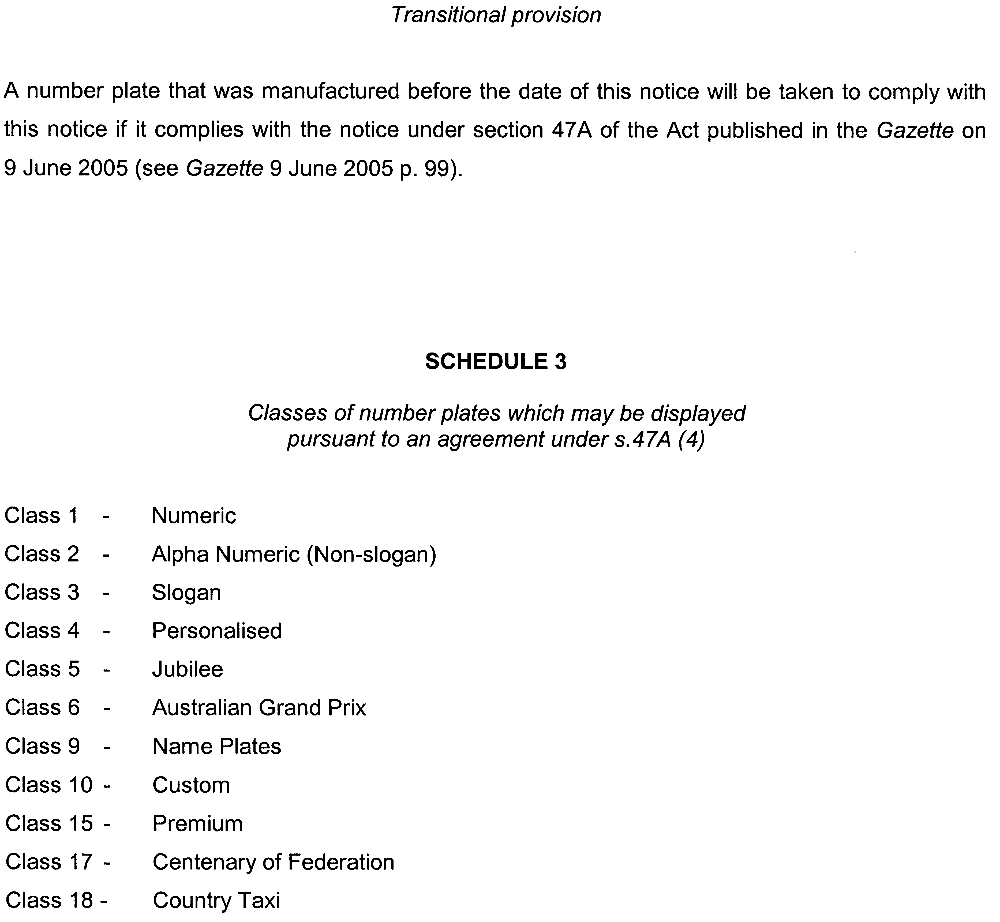 Transitional provision
A number plate that was manufactured before the date of this notice will be taken to comply with
this notice if it complies with the notice under section 47A of the Act published in the Gazette on
9 June 2005 (see Gazette 9 June 2005 p. 99).
SCHEDULE 3
Classes of number plates which may be displayed
pursuant to an agreement under s.47A (4)
Class 1 - Numeric
Class 2 - Alpha Numeric (Non-slogan)
Class 3 - Slogan
Class 4 - Personalised
Class 5 - Jubilee
Class 6 - Australian Grand Prix
Class 9 - Name Plates
Class 10 - Custom
Class 15 - Premium
Class 17 - Centenary of Federation
Class 18 - Country Taxi